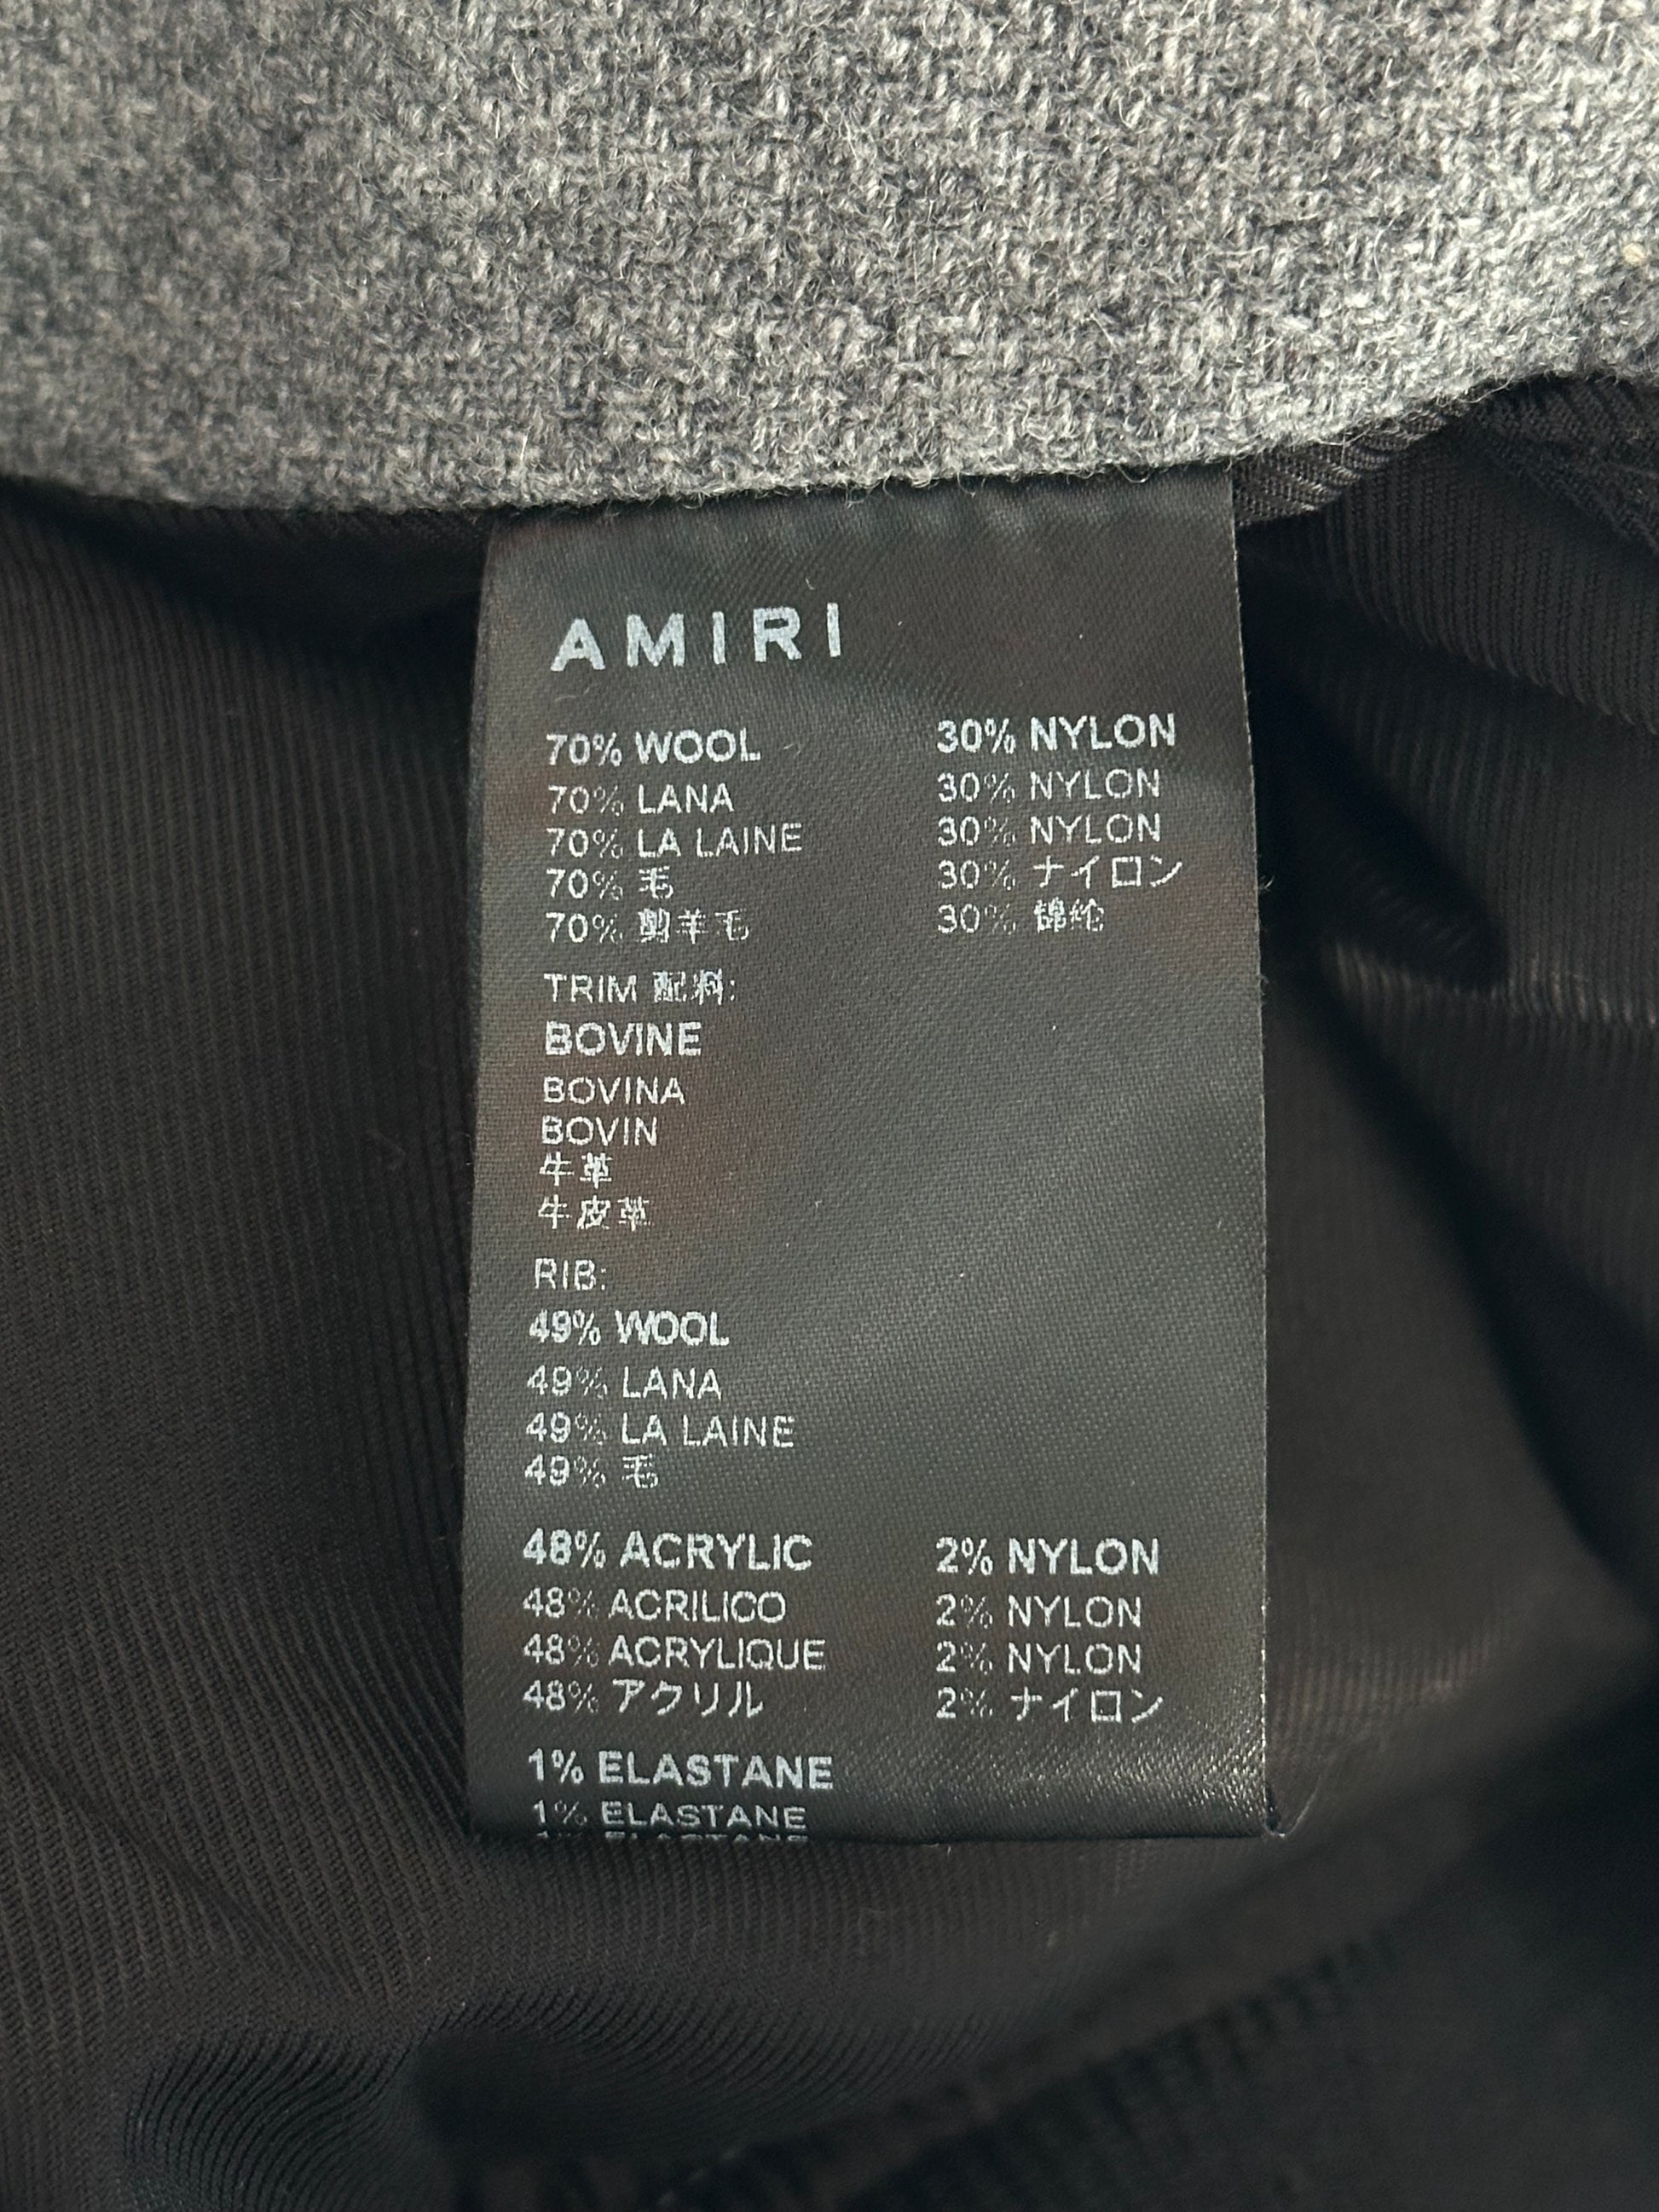 AMIRI
70% WOOL 30% NYLON
70% LANA 30% NYLON
70% LA LAINE 30% NYLON
70% 毛 30% ナイロン
70% 剪羊毛 30% 锦纶
TRIM 配料:
BOVINE
BOVINA
BOVIN
牛革
牛皮革
RIB:
49% WOOL
49% LANA
49% LA LAINE
49% 毛
48% ACRYLIC 2% NYLON
48% ACRILICO 2% NYLON
48% ACRYLIQUE 2% NYLON
48% アクリル 2% ナイロン
1% ELASTANE
1% ELASTANE